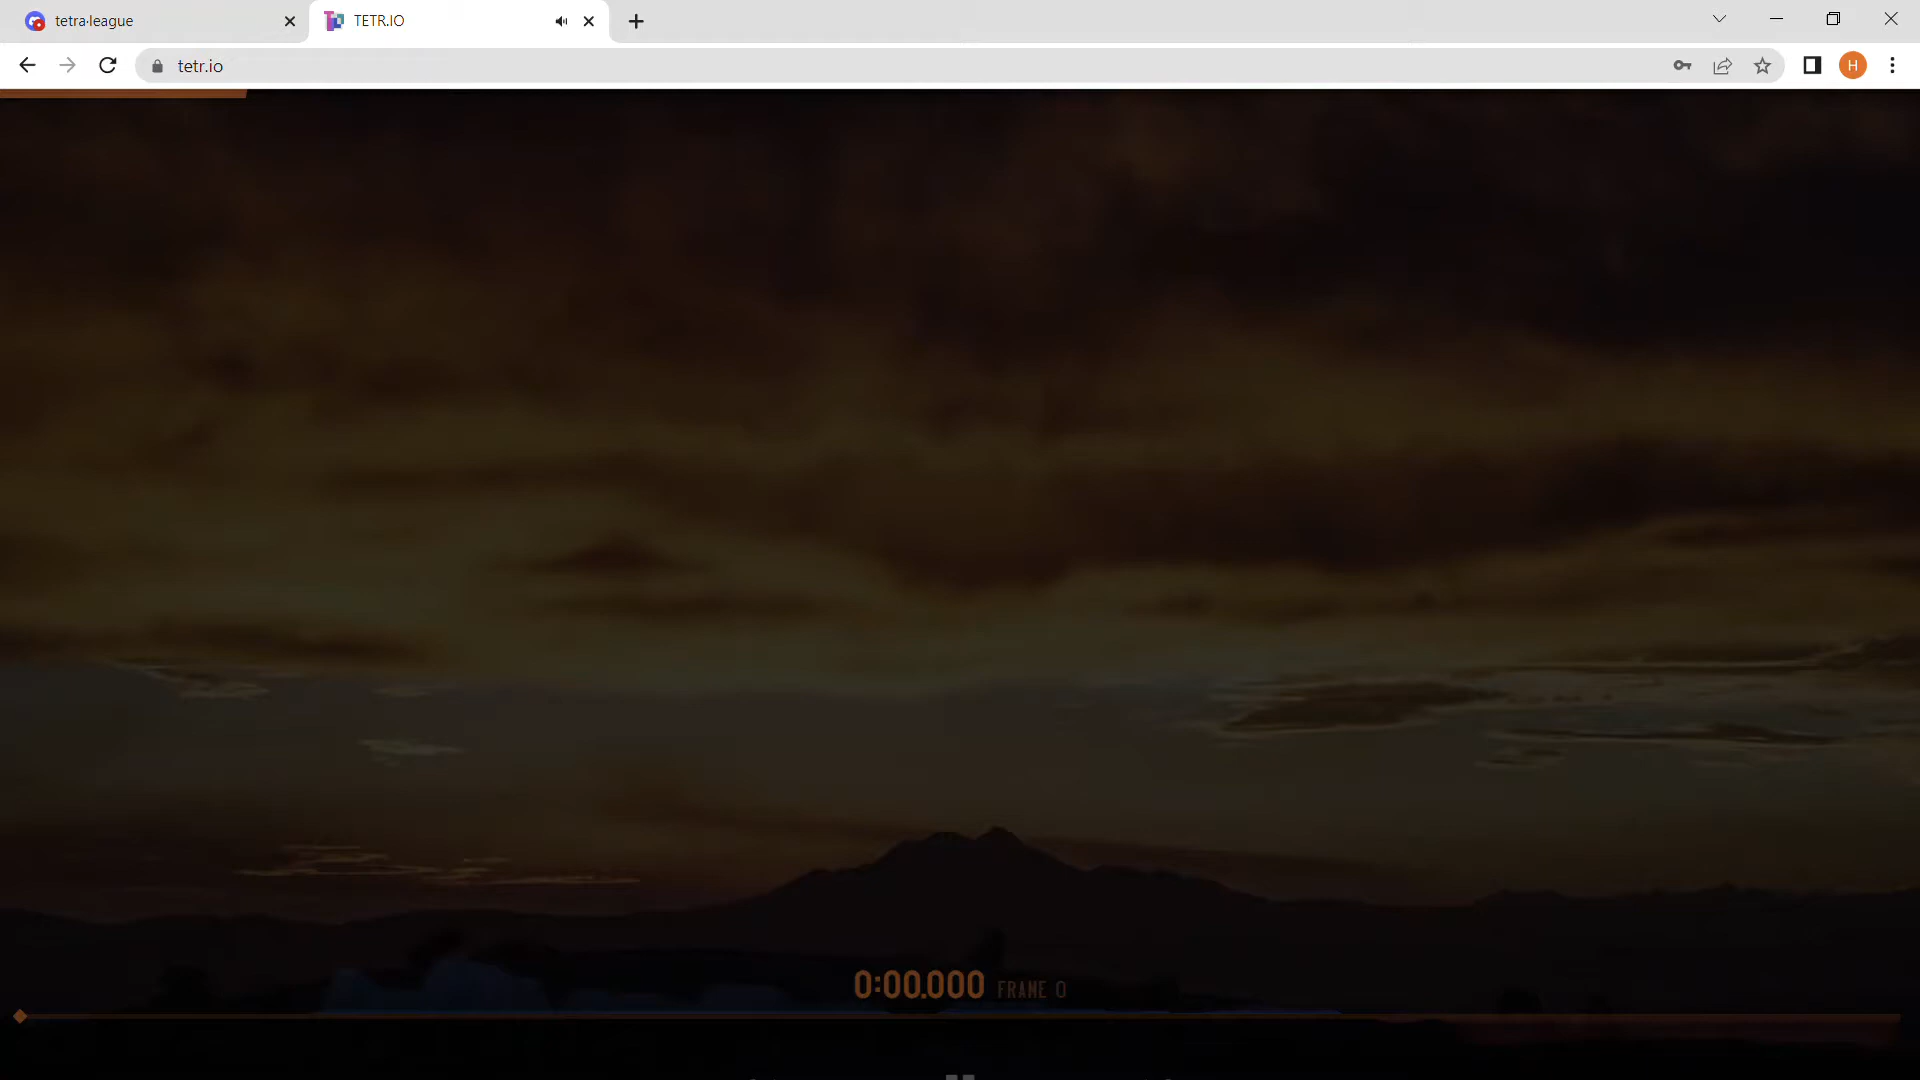 tetra·league
TETR.IO
tetr.io
H
0:00.000 FRAME 0